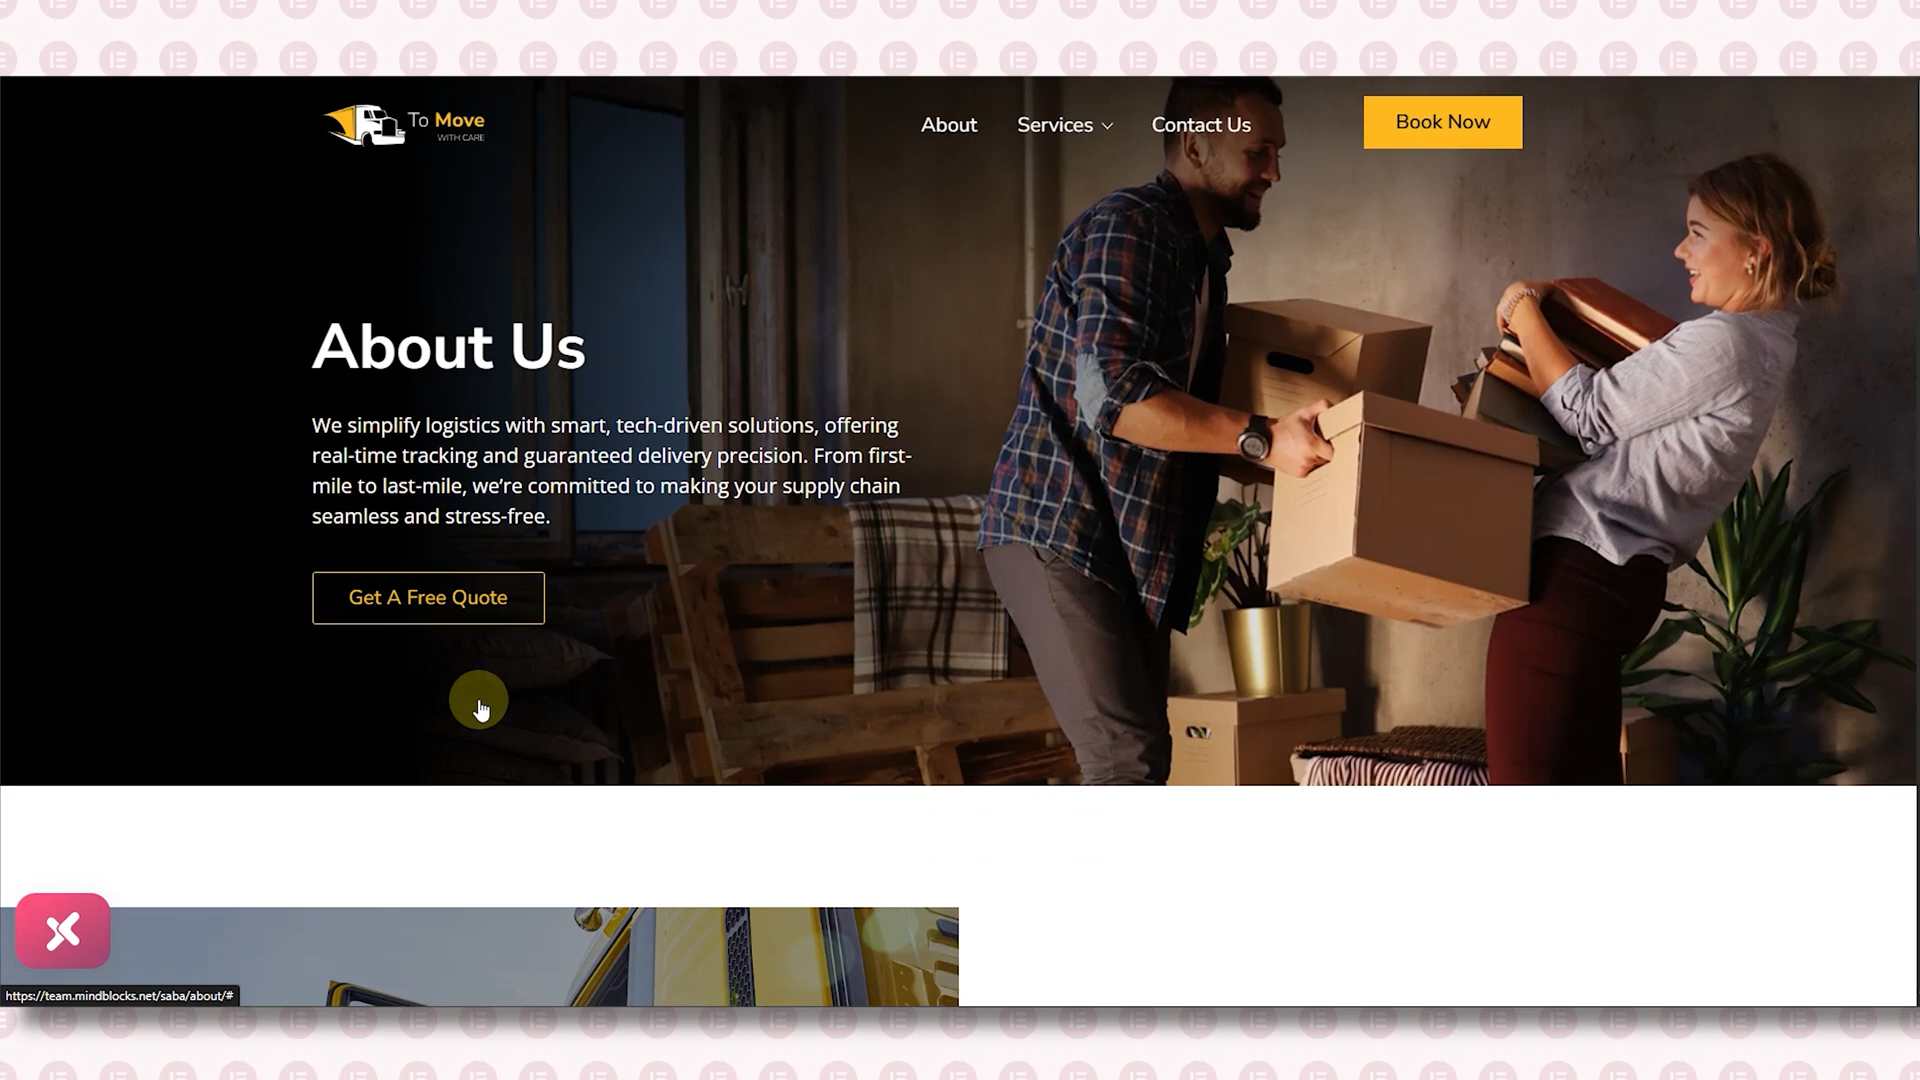 To Move
WITH CARE
About
Services
Contact Us
Book Now
About Us
We simplify logistics with smart, tech-driven solutions, offering
real-time tracking and guaranteed delivery precision. From first-
mile to last-mile, we’re committed to making your supply chain
seamless and stress-free.
Get A Free Quote
https://team.mindblocks.net/saba/about/#